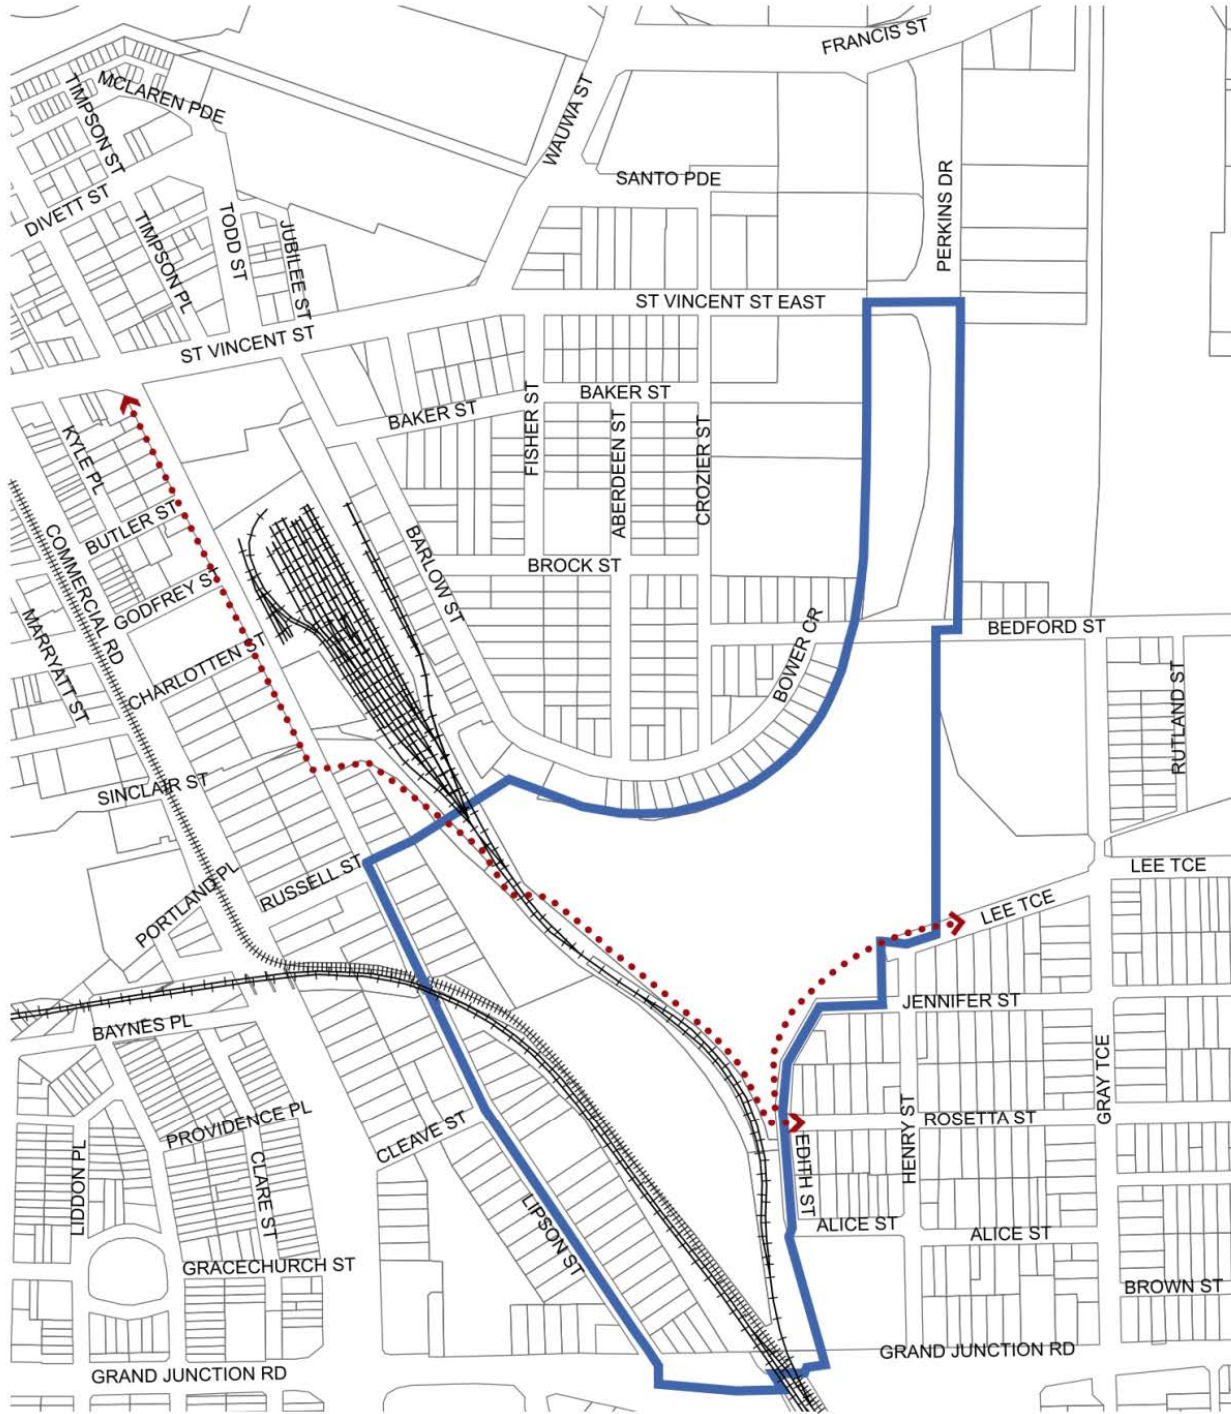 FRANCIS ST
MCLAREN PDE
TIMPSON ST
WAUWA ST
SANTO PDE
DIVETT ST
TIMPSON PL
TODD ST
JUBILEE ST
PERKINS DR
ST VINCENT ST EAST
ST VINCENT ST
BAKER ST
BAKER ST
FISHER ST
ABERDEEN ST
CROZIER ST
KYLE PL
BUTLER ST
COMMERCIAL RD
GODFREY ST
BARLOW ST
BROCK ST
MARRYATT ST
CHARLOTTEN ST
BOWER CR
BEDFORD ST
RUTLAND ST
SINCLAIR ST
PORTLAND PL
RUSSELL ST
LEE TCE
LEE TCE
JENNIFER ST
BAYNES PL
GRAY TCE
PROVIDENCE PL
CLEAVE ST
HENRY ST
ROSETTA ST
LIDDON PL
CLARE ST
LIPSON ST
EDITH ST
ALICE ST
ALICE ST
GRACECHURCH ST
BROWN ST
GRAND JUNCTION RD
GRAND JUNCTION RD